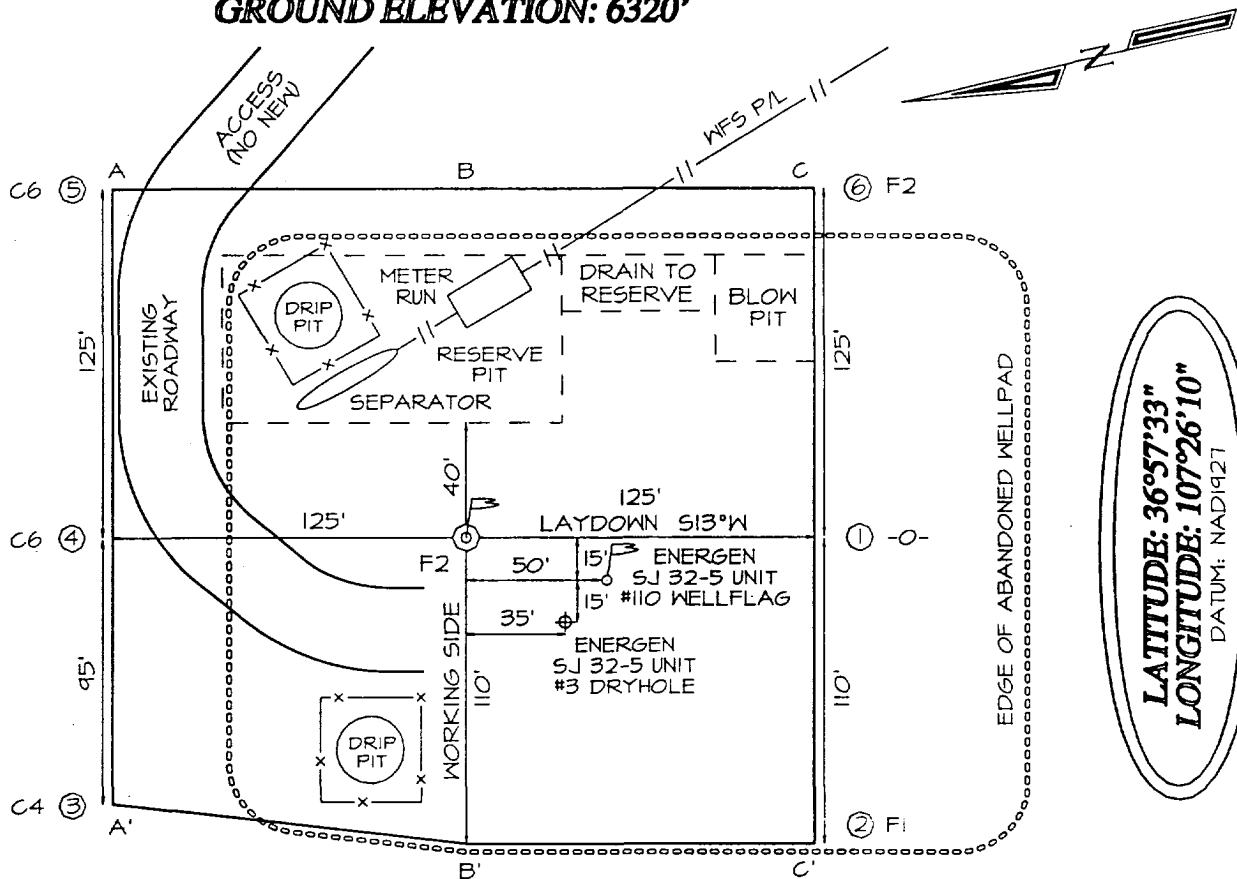 GROUND ELEVATION: 6320'
N
ACCESS
(NO NEW)
WFS P/L
A
B
C
C6 ⑤
⑥ F2
METER
RUN
DRAIN TO
RESERVE
BLOW
PIT
DRIP
PIT
RESERVE
PIT
SEPARATOR
EXISTING
ROADWAY
125'
125'
40'
EDGE OF ABANDONED WELLPAD
LATITUDE: 36°57'33"
LONGITUDE: 107°26'10"
DATUM: NAD1927
125'
125'
LAYDOWN S13°W
C6 ④
① -0-
F2
50'
15'
ENERGEN
SJ 32-5 UNIT
#110 WELLFLAG
15'
35'
ENERGEN
SJ 32-5 UNIT
#3 DRYHOLE
95'
WORKING SIDE
110'
110'
DRIP
PIT
C4 ③
② F1
A'
B'
C'